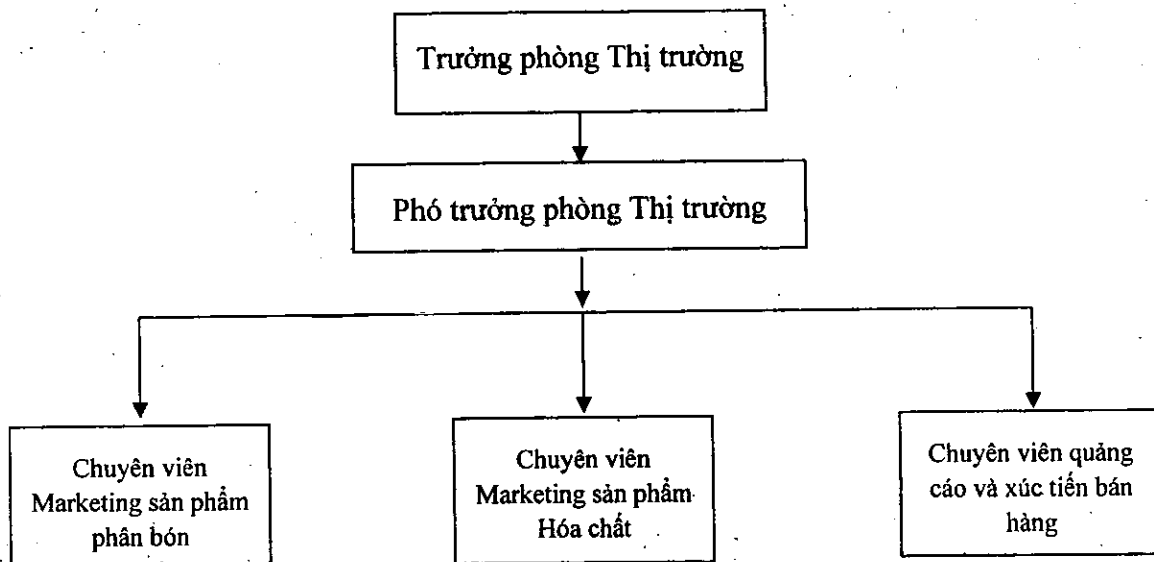 Trưởng phòng Thị trường
Phó trưởng phòng Thị trường
Chuyên viên
Marketing sản phẩm
phân bón
Chuyên viên
Marketing sản phẩm
Hóa chất
Chuyên viên quảng
cáo và xúc tiến bán
hàng